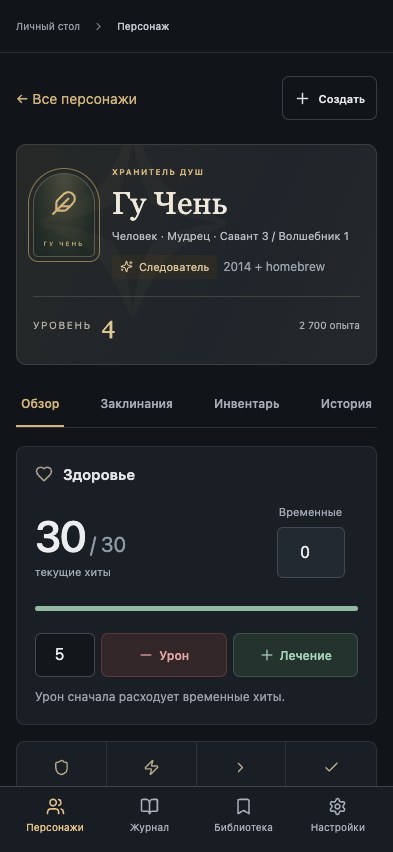 Личный стол > Персонаж
← Все персонажи
+ Создать
ХРАНИТЕЛЬ ДУШ
Гу Чень
ГУ ЧЕНЬ
Человек · Мудрец · Савант 3 / Волшебник 1
Следователь 2014 + homebrew
УРОВЕНЬ 4
2 700 опыта
Обзор Заклинания Инвентарь История
Здоровье
Временные
30 / 30
0
текущие хиты
5
— Урон
+ Лечение
Урон сначала расходует временные хиты.
Персонажи Журнал Библиотека Настройки